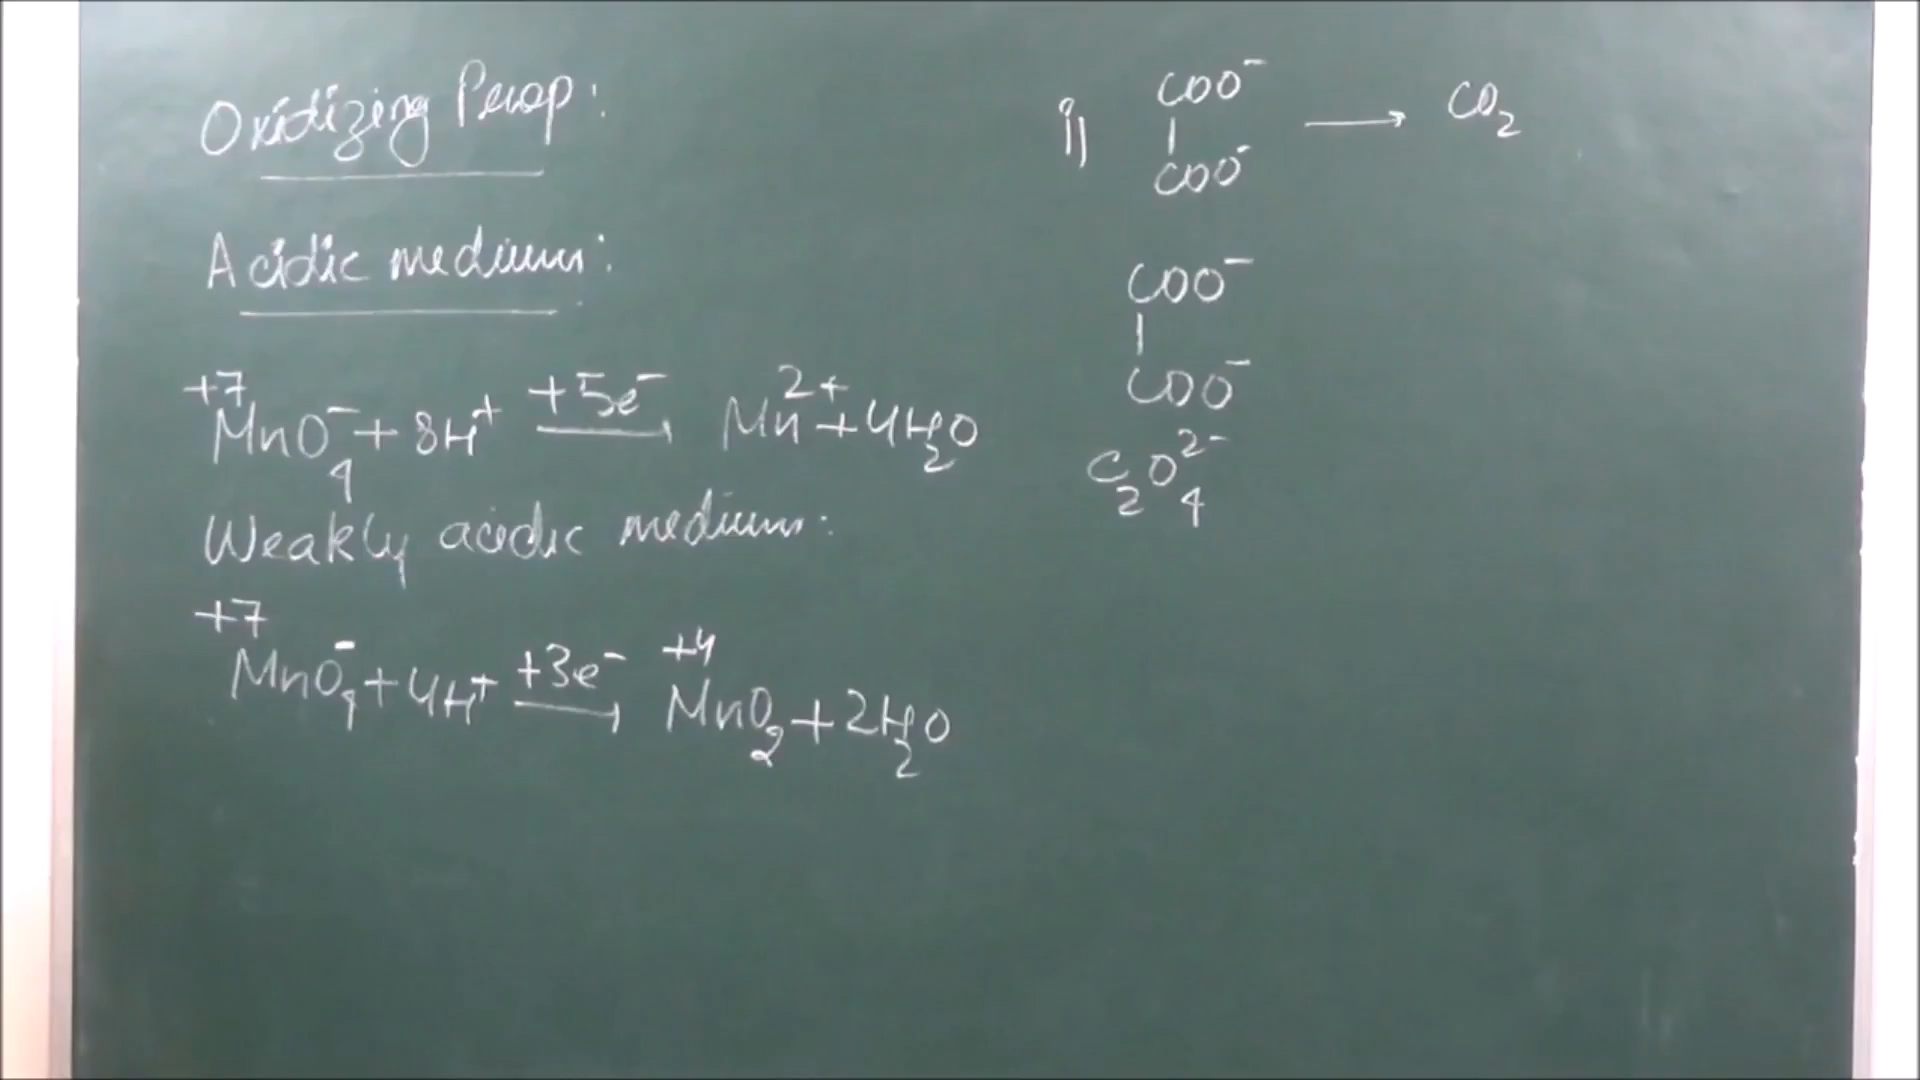 Oxidizing Prop:
Acidic medium:
+7 2+
MnO₄⁻ + 8H⁺ +5e⁻ → Mn²⁺ + 4H₂O
Weakly acidic medium:
+7 +4
MnO₄⁻ + 4H⁺ +3e⁻ → MnO₂ + 2H₂O
i) COO⁻ → CO₂
|
COO⁻
COO⁻
|
COO⁻
C₂O₄²⁻